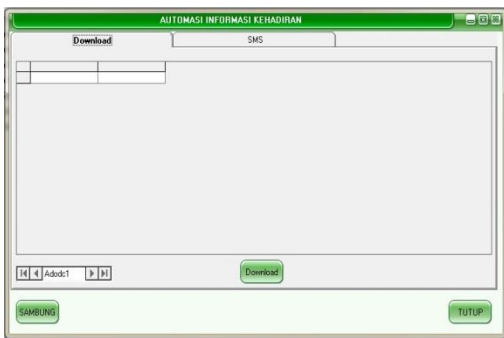 AUTOMASI INFORMASI KEHADIRAN
Download SMS
Adodc1
Download
SAMBUNG TUTUP